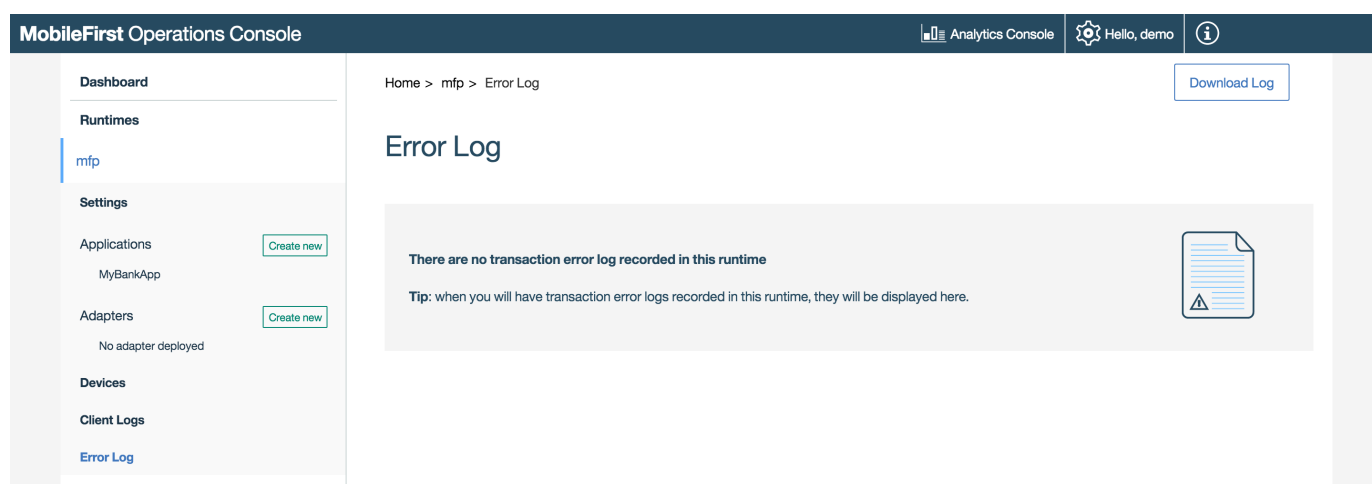 MobileFirst Operations Console
Analytics Console
Hello, demo
Dashboard
Runtimes
mfp
Settings
Applications
Create new
MyBankApp
Adapters
Create new
No adapter deployed
Devices
Client Logs
Error Log
Home > mfp > Error Log
Download Log
Error Log
There are no transaction error log recorded in this runtime
Tip: when you will have transaction error logs recorded in this runtime, they will be displayed here.